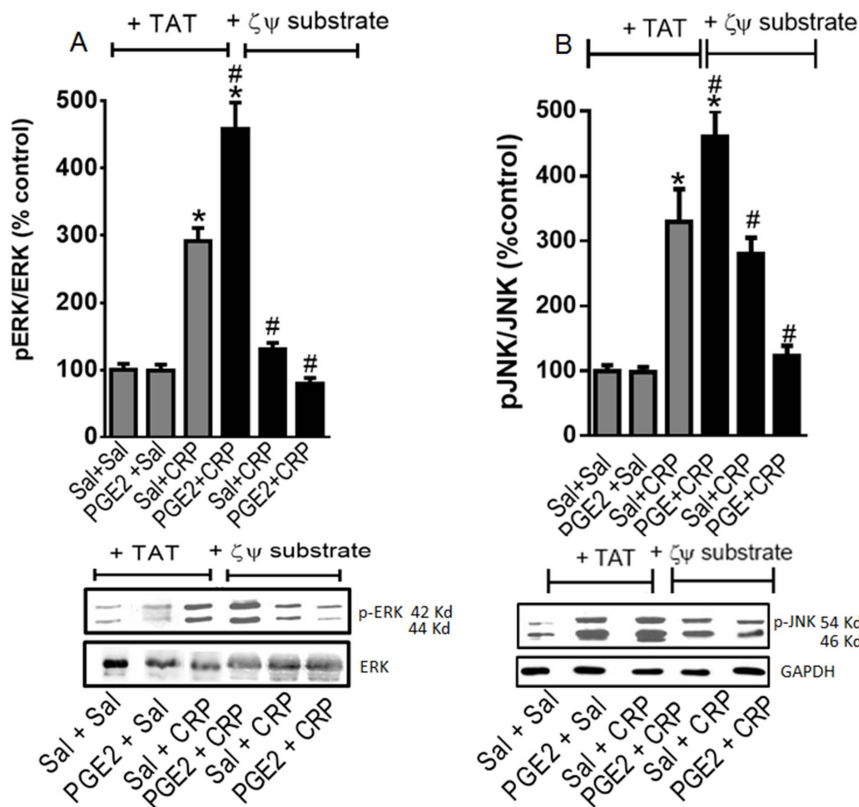 A
+ TAT
+ ζψ substrate
pERK/ERK (% control)
500
400
300
200
100
0
#
*
*
#
#
Sal+Sal
PGE2 +Sal
Sal+CRP
PGE2+CRP
Sal+CRP
PGE2+CRP
+ TAT
+ ζψ substrate
p-ERK 42 Kd
44 Kd
ERK
Sal + Sal
PGE2 + Sal
Sal + CRP
PGE2 + CRP
Sal + CRP
PGE2 + CRP
B
+ TAT
+ ζψ substrate
pJNK/JNK (%control)
500
400
300
200
100
0
#
*
*
#
#
Sal+Sal
PGE2 +Sal
Sal+CRP
PGE+CRP
Sal+CRP
PGE+CRP
+ TAT
+ ζψ substrate
p-JNK 54 Kd
46 Kd
GAPDH
Sal + Sal
PGE2 + Sal
Sal + CRP
PGE2 + CRP
Sal + CRP
PGE2 + CRP